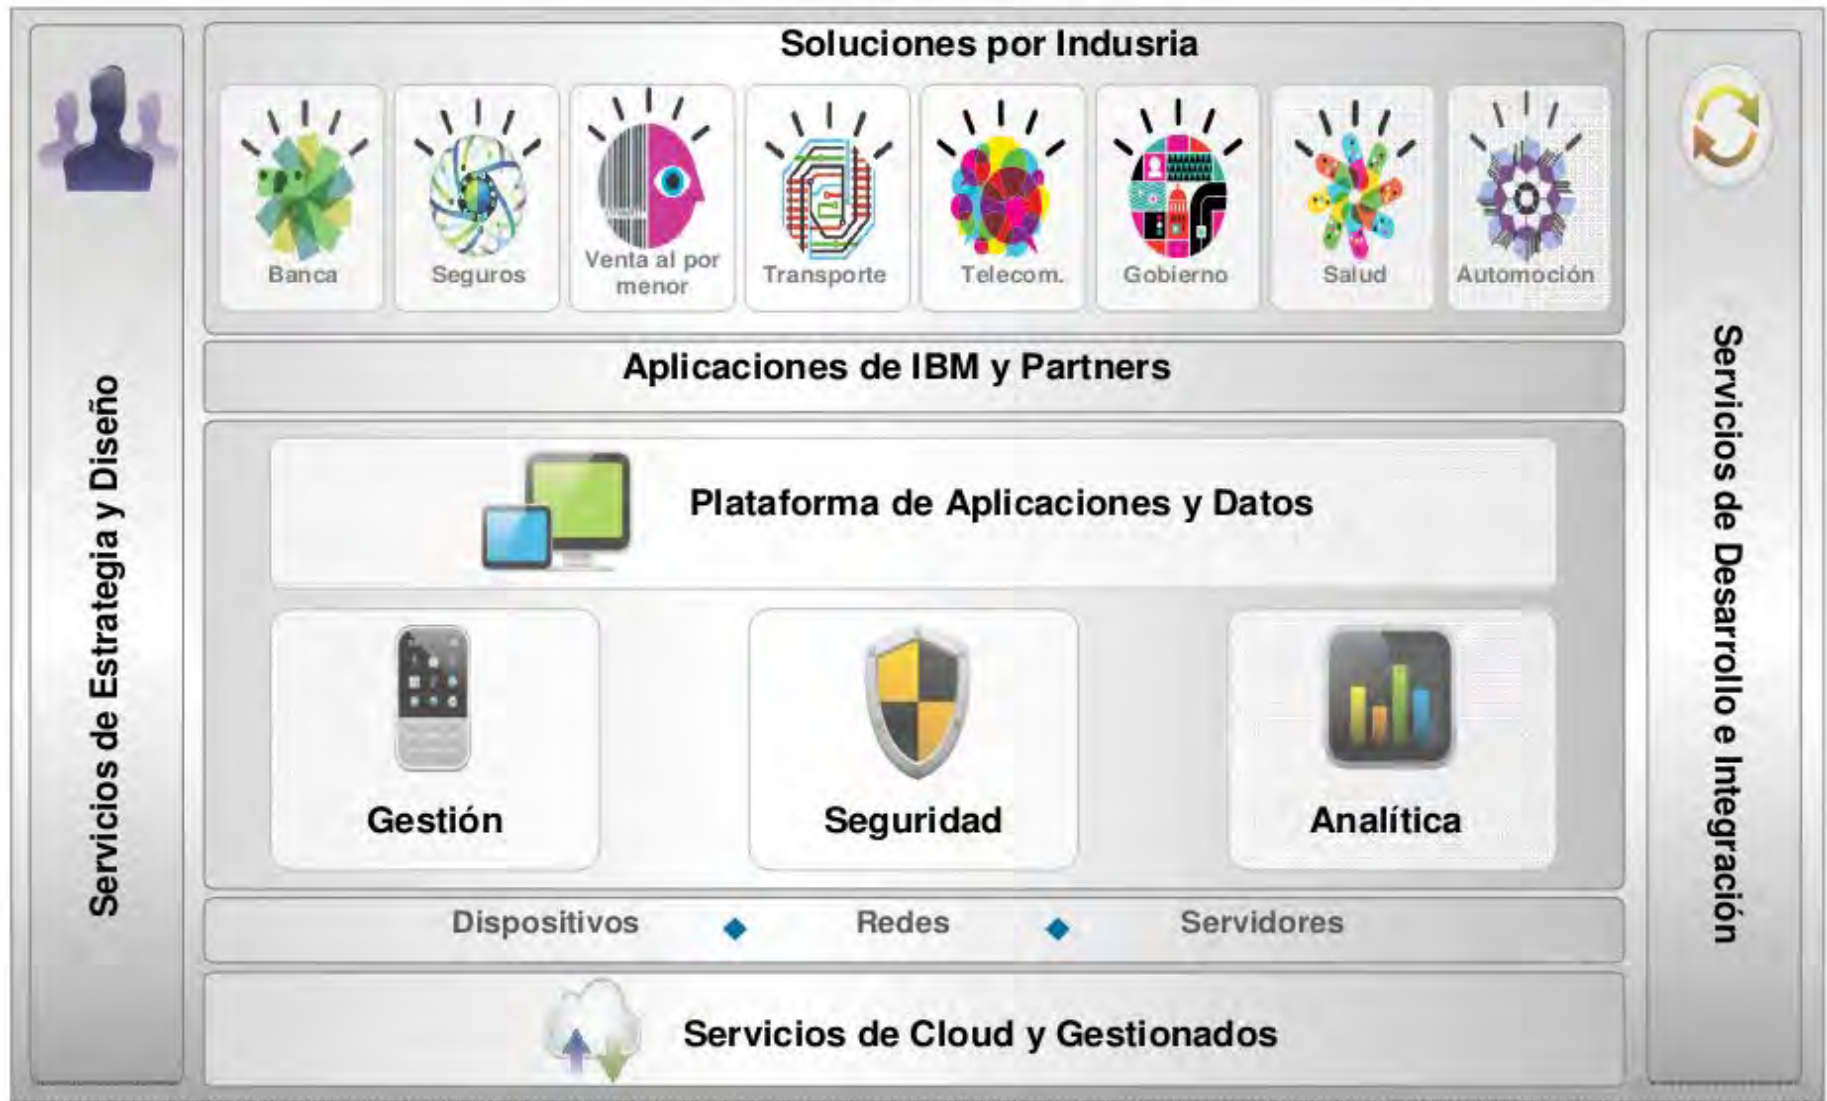 Soluciones por Indusria
Banca
Seguros
Venta al por
menor
Transporte
Telecom.
Gobierno
Salud
Automoción
Aplicaciones de IBM y Partners
Plataforma de Aplicaciones y Datos
Gestión
Seguridad
Analítica
Dispositivos
Redes
Servidores
Servicios de Cloud y Gestionados
Servicios de Estrategia y Diseño
Servicios de Desarrollo e Integración